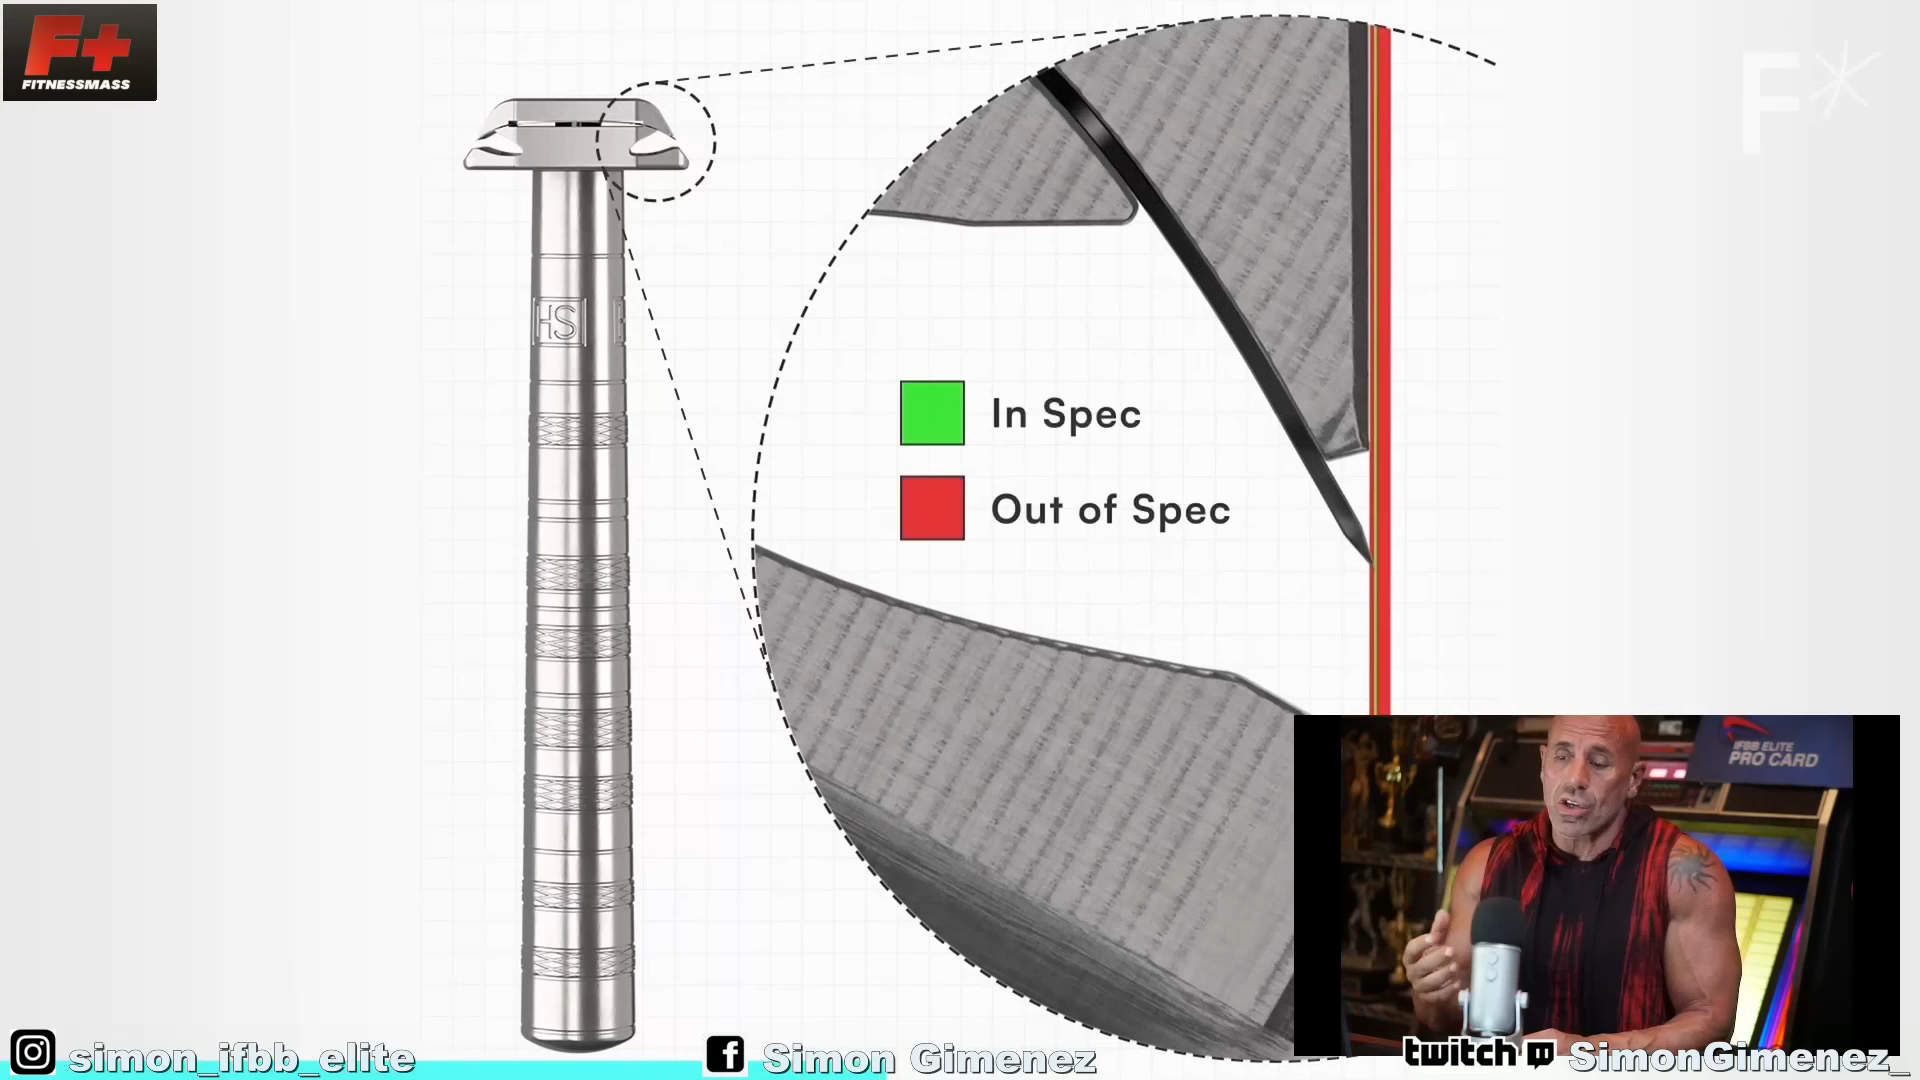 F+
FITNESSMASS
F*
HS
In Spec
Out of Spec
IFBB ELITE
PRO CARD
simon_ifbb_elite
Simon Gimenez
twitch SimonGimenez_